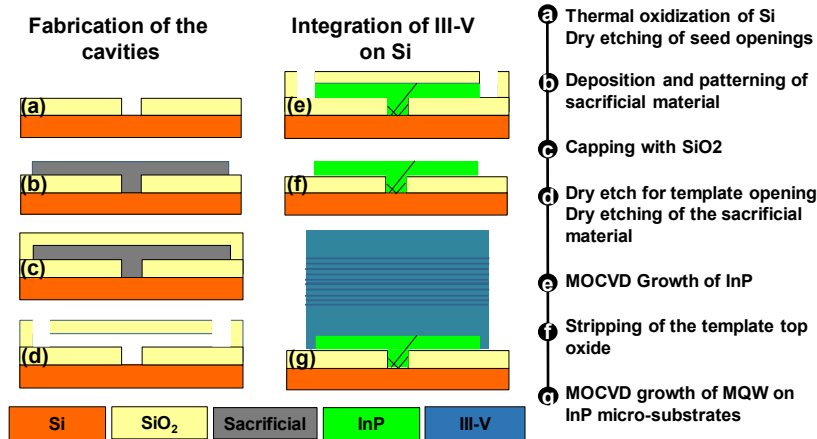 Fabrication of the
cavities
(a)
(b)
(c)
(d)
Integration of III-V
on Si
(e)
(f)
(g)
a Thermal oxidization of Si
Dry etching of seed openings
b Deposition and patterning of
sacrificial material
c Capping with SiO2
d Dry etch for template opening
Dry etching of the sacrificial
material
e MOCVD Growth of InP
f Stripping of the template top
oxide
g MOCVD growth of MQW on
InP micro-substrates
Si SiO₂ Sacrificial InP III-V